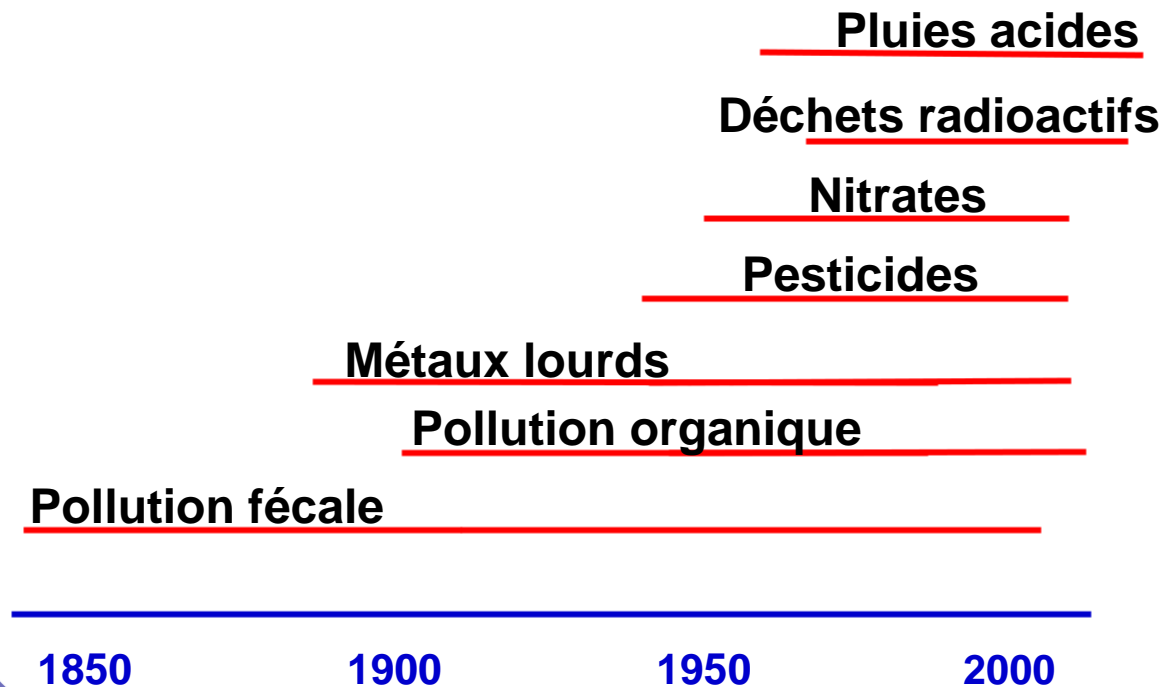 Pluies acides
Déchets radioactifs
Nitrates
Pesticides
Métaux lourds
Pollution organique
Pollution fécale
1850 1900 1950 2000